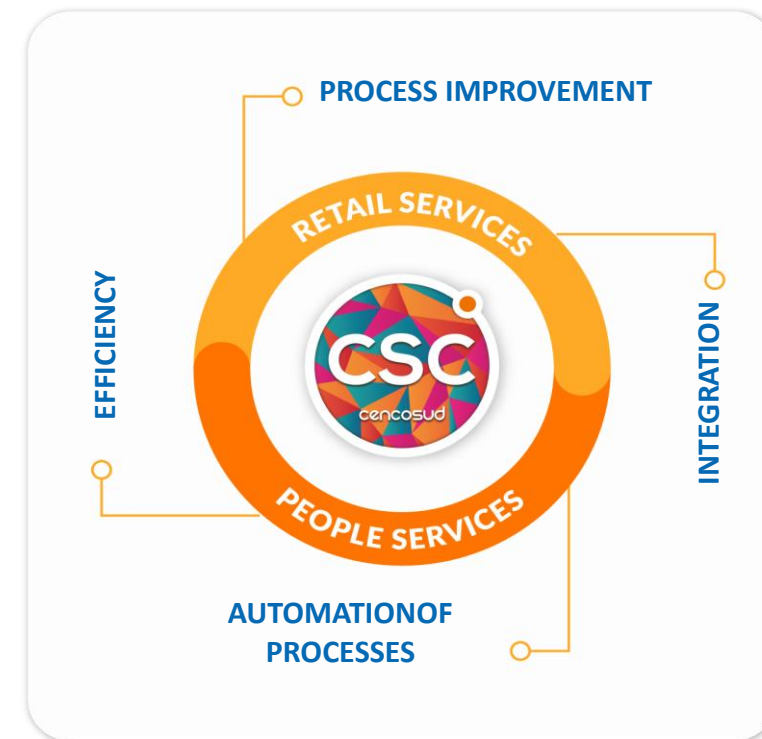 PROCESS IMPROVEMENT
RETAIL SERVICES
EFFICIENCY
CSC
cencosud
INTEGRATION
PEOPLE SERVICES
AUTOMATIONOF
PROCESSES